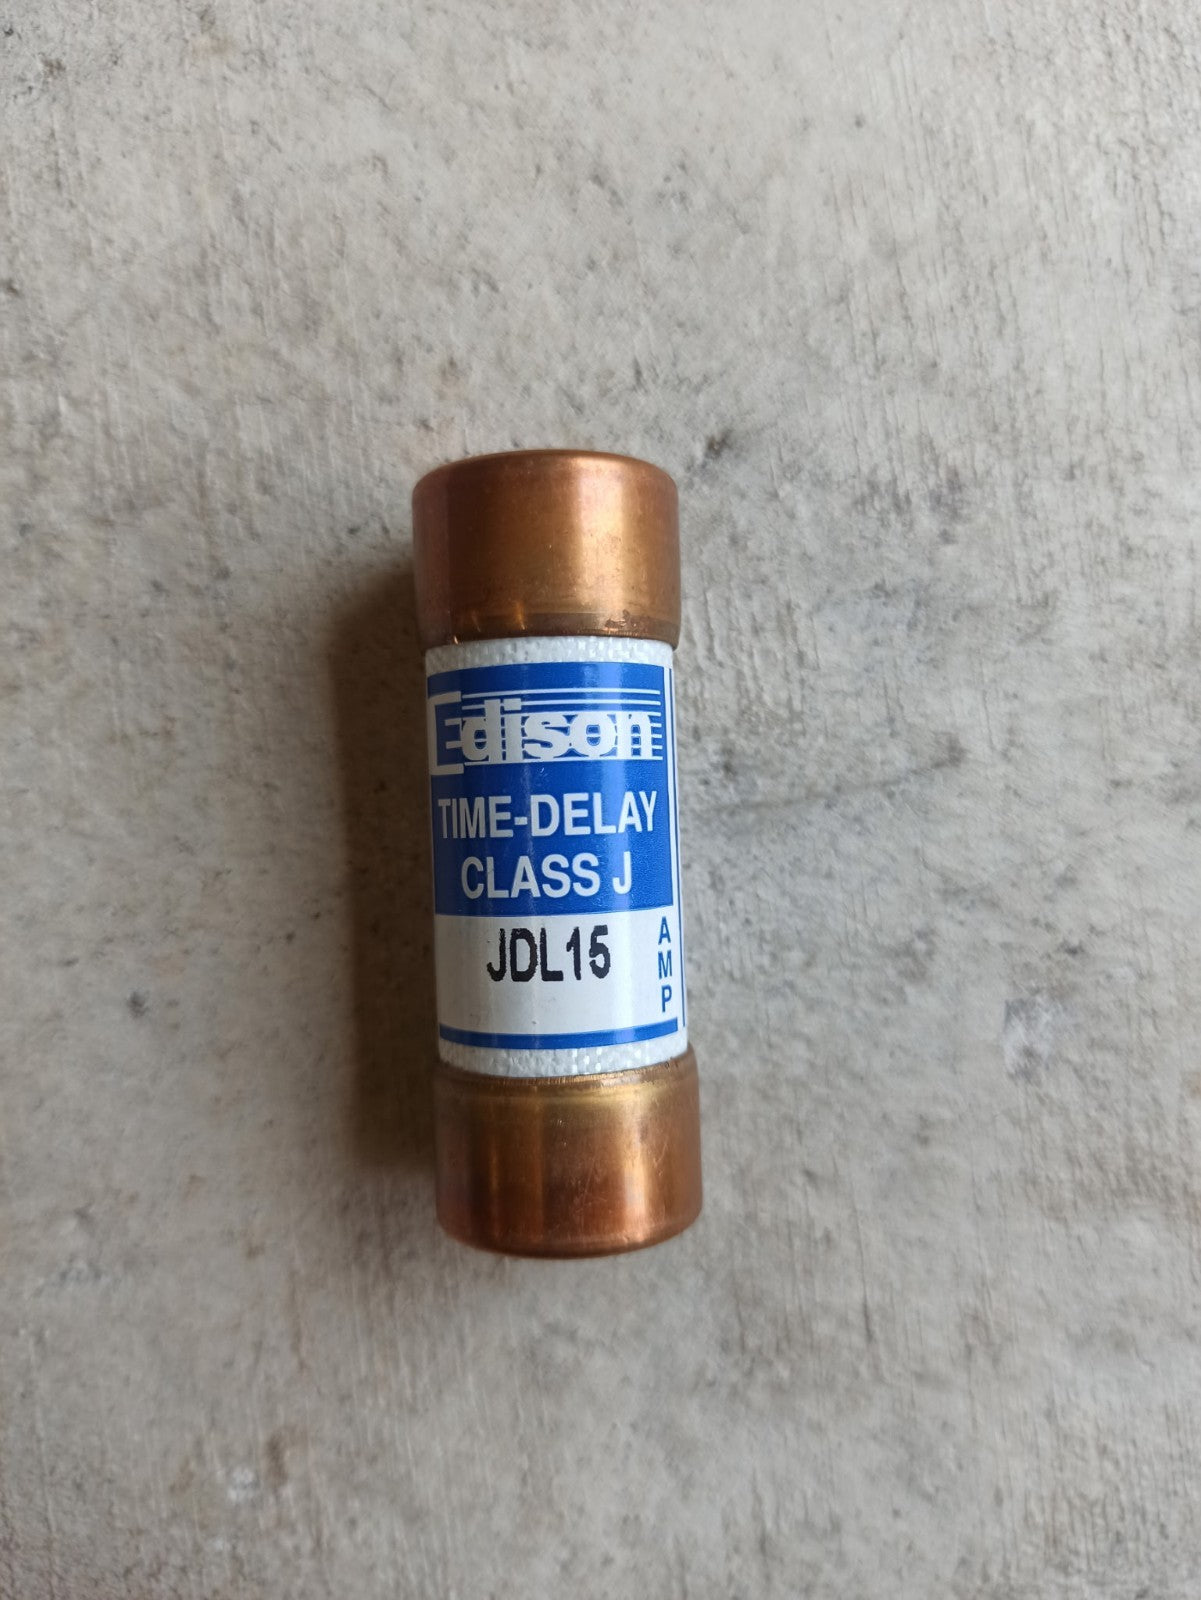 Edison
TIME-DELAY
CLASS J
JDL15
AMP